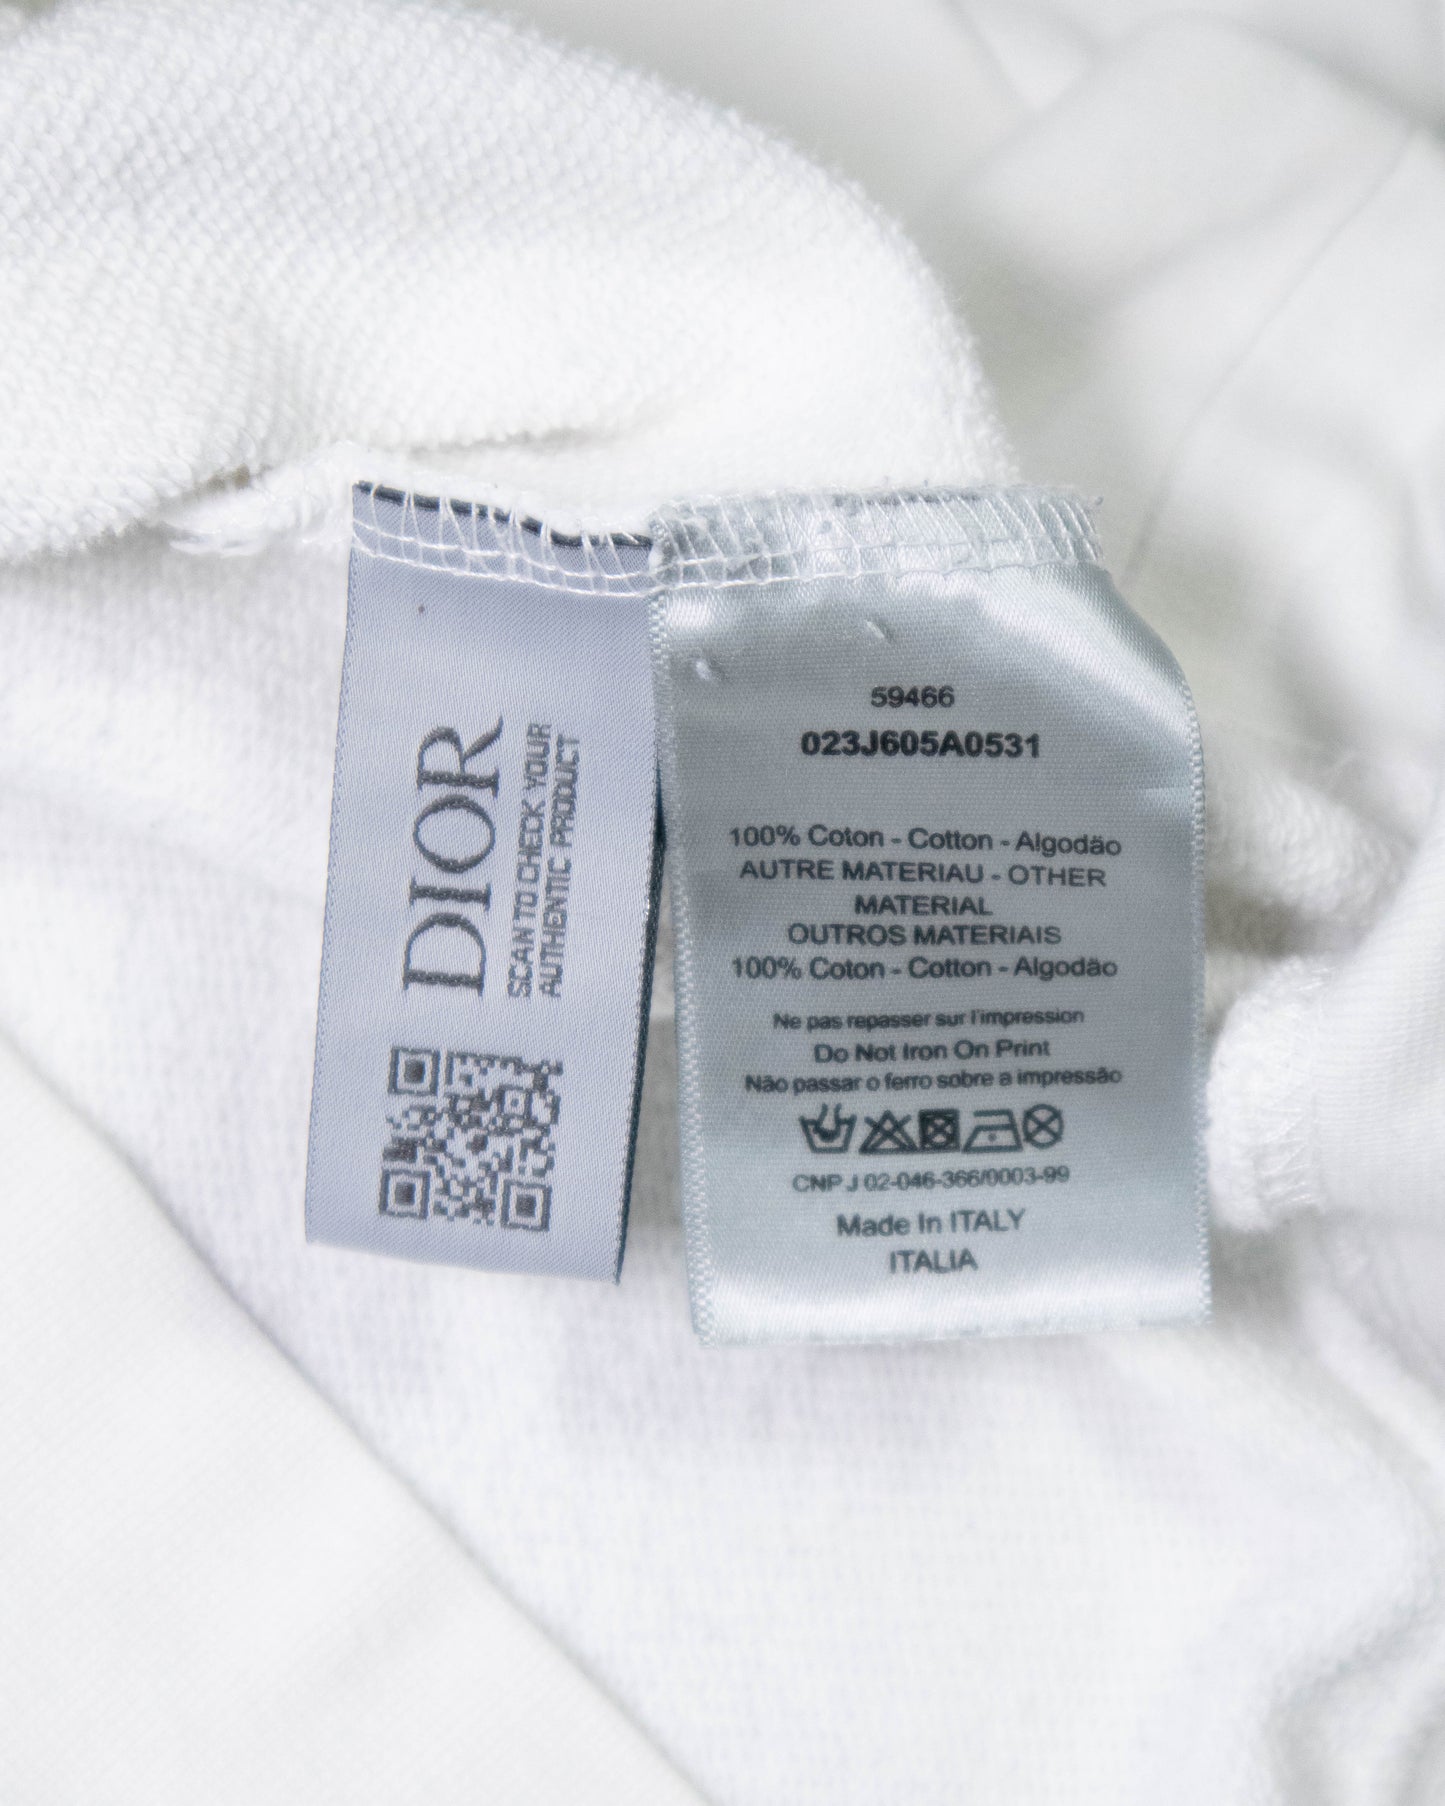 DIOR
SCAN TO CHECK YOUR
AUTHENTIC PRODUCT
59466
023J605A0531
100% Coton - Cotton - Algodão
AUTRE MATERIAU - OTHER
MATERIAL
OUTROS MATERIAIS
100% Coton - Cotton - Algodão
Ne pas repasser sur l'impression
Do Not Iron On Print
Não passar o ferro sobre a impressão
CNP J 02-046-366/0003-99
Made In ITALY
ITALIA